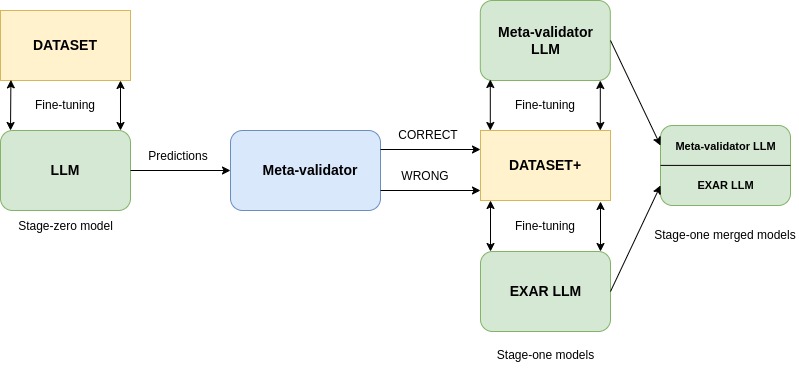 DATASET
Fine-tuning
LLM
Stage-zero model
Predictions
Meta-validator
CORRECT
WRONG
Meta-validator
LLM
Fine-tuning
DATASET+
Fine-tuning
EXAR LLM
Stage-one models
Meta-validator LLM
EXAR LLM
Stage-one merged models